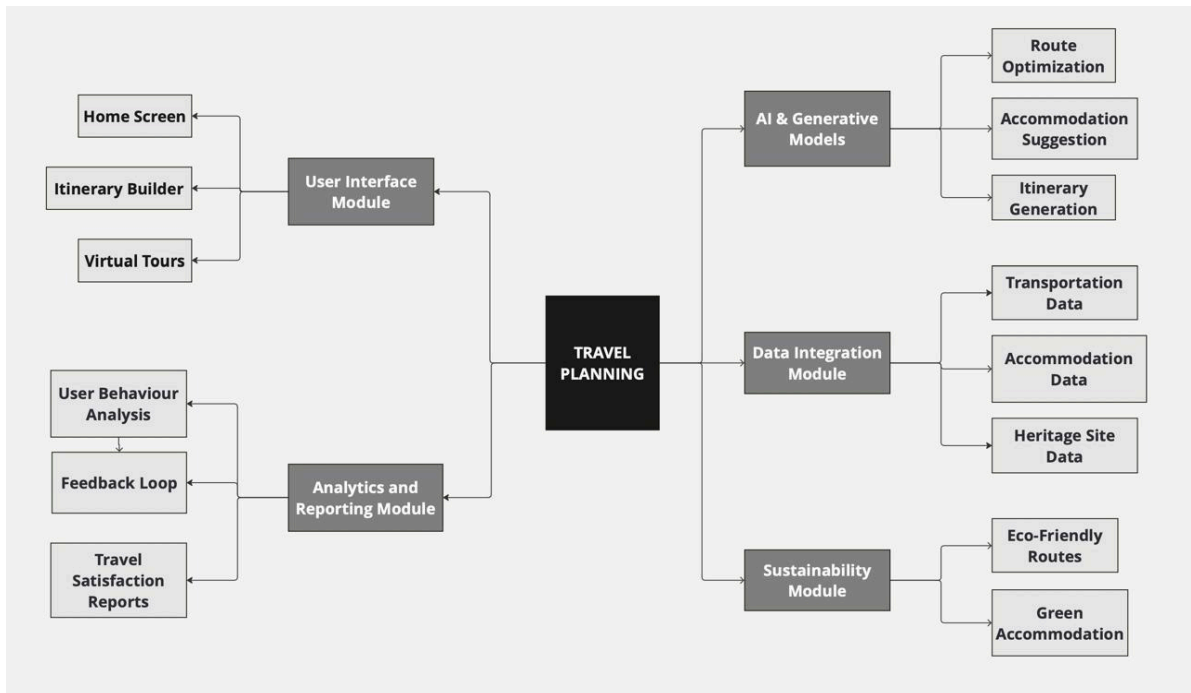 Home Screen
Itinerary Builder
Virtual Tours
User Interface
Module
User Behaviour
Analysis
Feedback Loop
Travel
Satisfaction
Reports
Analytics and
Reporting Module
TRAVEL
PLANNING
AI & Generative
Models
Route
Optimization
Accommodation
Suggestion
Itinerary
Generation
Data Integration
Module
Transportation
Data
Accommodation
Data
Heritage Site
Data
Sustainability
Module
Eco-Friendly
Routes
Green
Accommodation